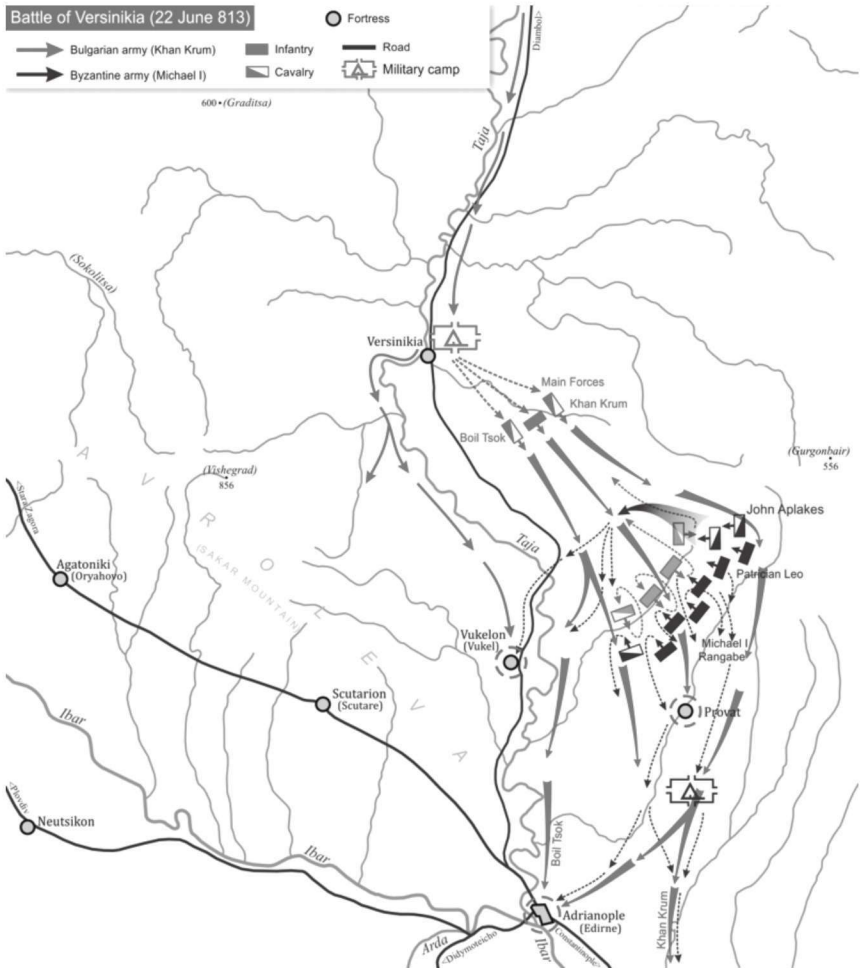 Battle of Versinikia (22 June 813)
Fortress
Bulgarian army (Khan Krum)
Infantry
Road
Byzantine army (Michael I)
Cavalry
Military camp
Diambol>
600 • (Graditsa)
Taja
(Sokolitsa)
Versinikia
Main Forces
Khan Krum
Boil Tsok
(Gurgonbair)
556
(Vishegrad)
856
<Stara Zagora
John Aplakes
A V R O L E V A
ISAKAR MOUNTAIN
Taja
Patrician Leo
Agatoniki
(Oryahovo)
Vukelon
(Vukel)
Michael I
Rangabe
Scutarion
(Scutare)
Provat
Ibar
<Plovdiv
Neutsikon
Ibar
Boil Tsok
Adrianople
(Edirne)
Khan Krum
Arda
<Didymoteicho
Ibar
Constantinople>